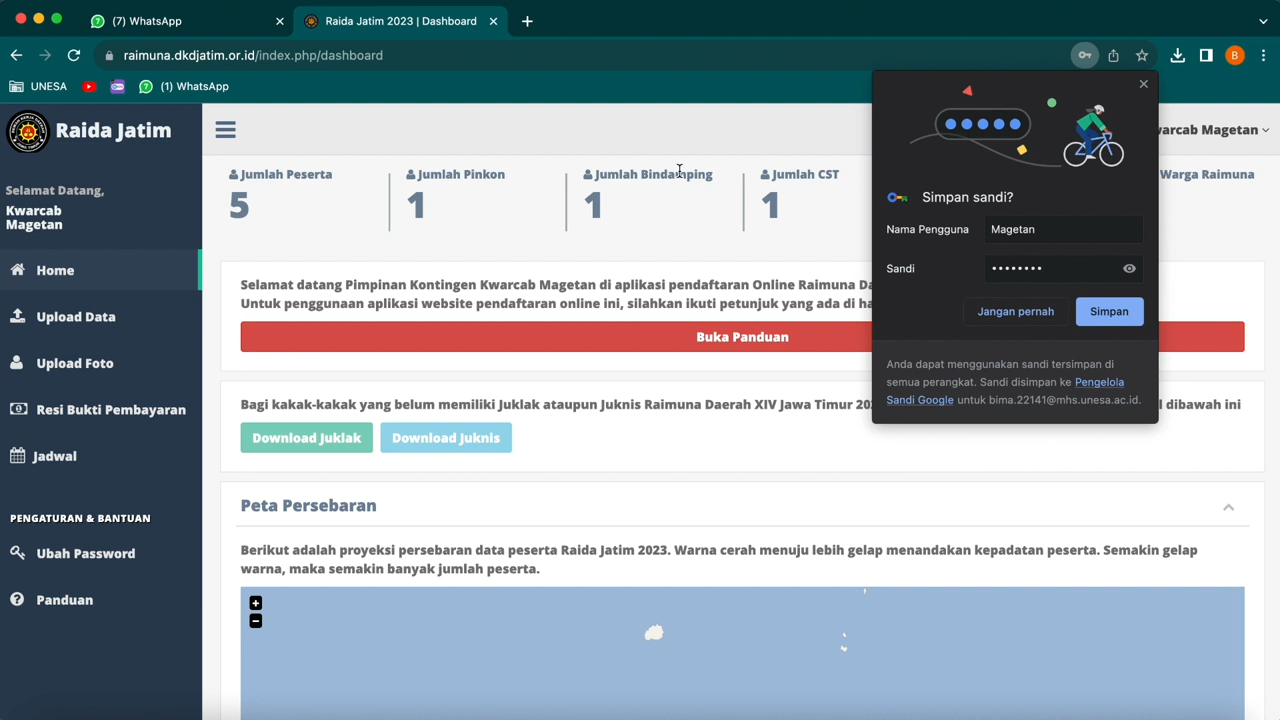 (7) WhatsApp
Raida Jatim 2023 | Dashboard
raimuna.dkdjatim.or.id/index.php/dashboard
B
UNESA
(1) WhatsApp
Raida Jatim
Selamat Datang,
Kwarcab
Magetan
Home
Upload Data
Upload Foto
Resi Bukti Pembayaran
Jadwal
PENGATURAN & BANTUAN
Ubah Password
Panduan
warcab Magetan
Jumlah Peserta
5
Jumlah Pinkon
1
Jumlah Bindamping
1
Jumlah CST
1
Warga Raimuna
Selamat datang Pimpinan Kontingen Kwarcab Magetan di aplikasi pendaftaran Online Raimuna Da
Untuk penggunaan aplikasi website pendaftaran online ini, silahkan ikuti petunjuk yang ada di ha
Buka Panduan
Bagi kakak-kakak yang belum memiliki Juklak ataupun Juknis Raimuna Daerah XIV Jawa Timur 20 l dibawah ini
Download Juklak
Download Juknis
Peta Persebaran
Berikut adalah proyeksi persebaran data peserta Raida Jatim 2023. Warna cerah menuju lebih gelap menandakan kepadatan peserta. Semakin gelap
warna, maka semakin banyak jumlah peserta.
+
−
Simpan sandi?
Nama Pengguna
Magetan
Sandi
••••••••
Jangan pernah
Simpan
Anda dapat menggunakan sandi tersimpan di
semua perangkat. Sandi disimpan ke Pengelola
Sandi Google untuk bima.22141@mhs.unesa.ac.id.